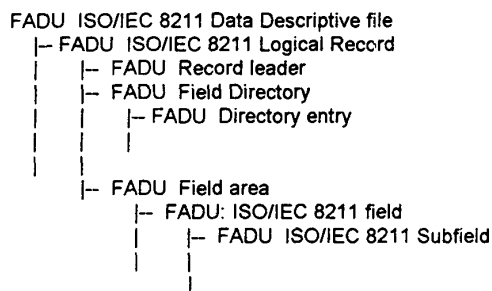 FADU ISO/IEC 8211 Data Descriptive file
|-- FADU ISO/IEC 8211 Logical Record
| |-- FADU Record leader
| |-- FADU Field Directory
| | |-- FADU Directory entry
| | |
| |
|-- FADU Field area
|-- FADU: ISO/IEC 8211 field
| |-- FADU ISO/IEC 8211 Subfield
| |
|